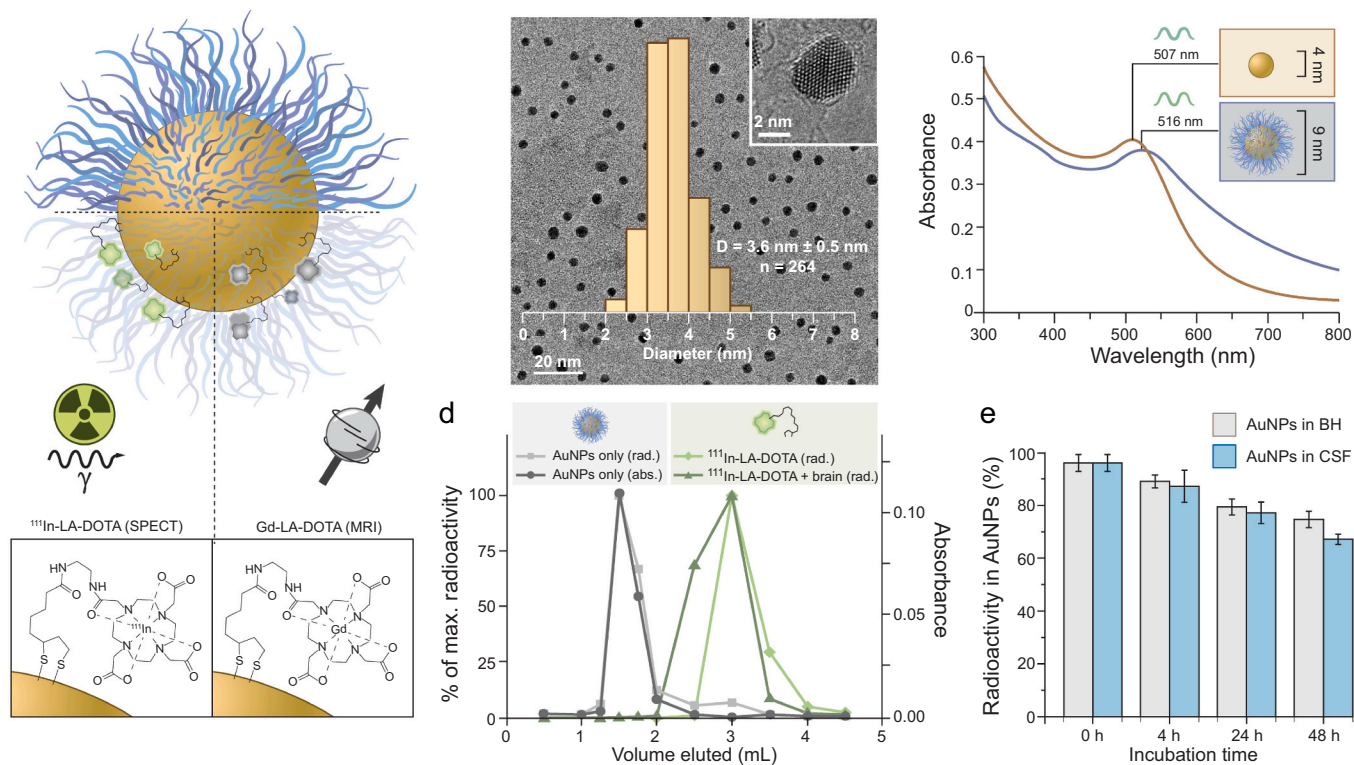 γ
¹¹¹In-LA-DOTA (SPECT)
Gd-LA-DOTA (MRI)
HN
NH
O
O
O
O
N
N
¹¹¹In
N
N
O
O
O
O
O
S
S
HN
NH
O
O
O
O
N
N
Gd
N
N
O
O
O
O
O
S
S
2 nm
D = 3.6 nm ± 0.5 nm
n = 264
0 1 2 3 4 5 6 7 8
Diameter (nm)
20 nm
507 nm
4 nm
516 nm
9 nm
Absorbance
0.6
0.5
0.4
0.3
0.2
0.1
0
300 400 500 600 700 800
Wavelength (nm)
d
AuNPs only (rad.)
AuNPs only (abs.)
¹¹¹In-LA-DOTA (rad.)
¹¹¹In-LA-DOTA + brain (rad.)
% of max. radioactivity
100
75
50
25
0
0.10
0.05
0.00
Absorbance
0 1 2 3 4 5
Volume eluted (mL)
e
AuNPs in BH
AuNPs in CSF
Radioactivity in AuNPs (%)
100
80
60
40
20
0
0 h 4 h 24 h 48 h
Incubation time